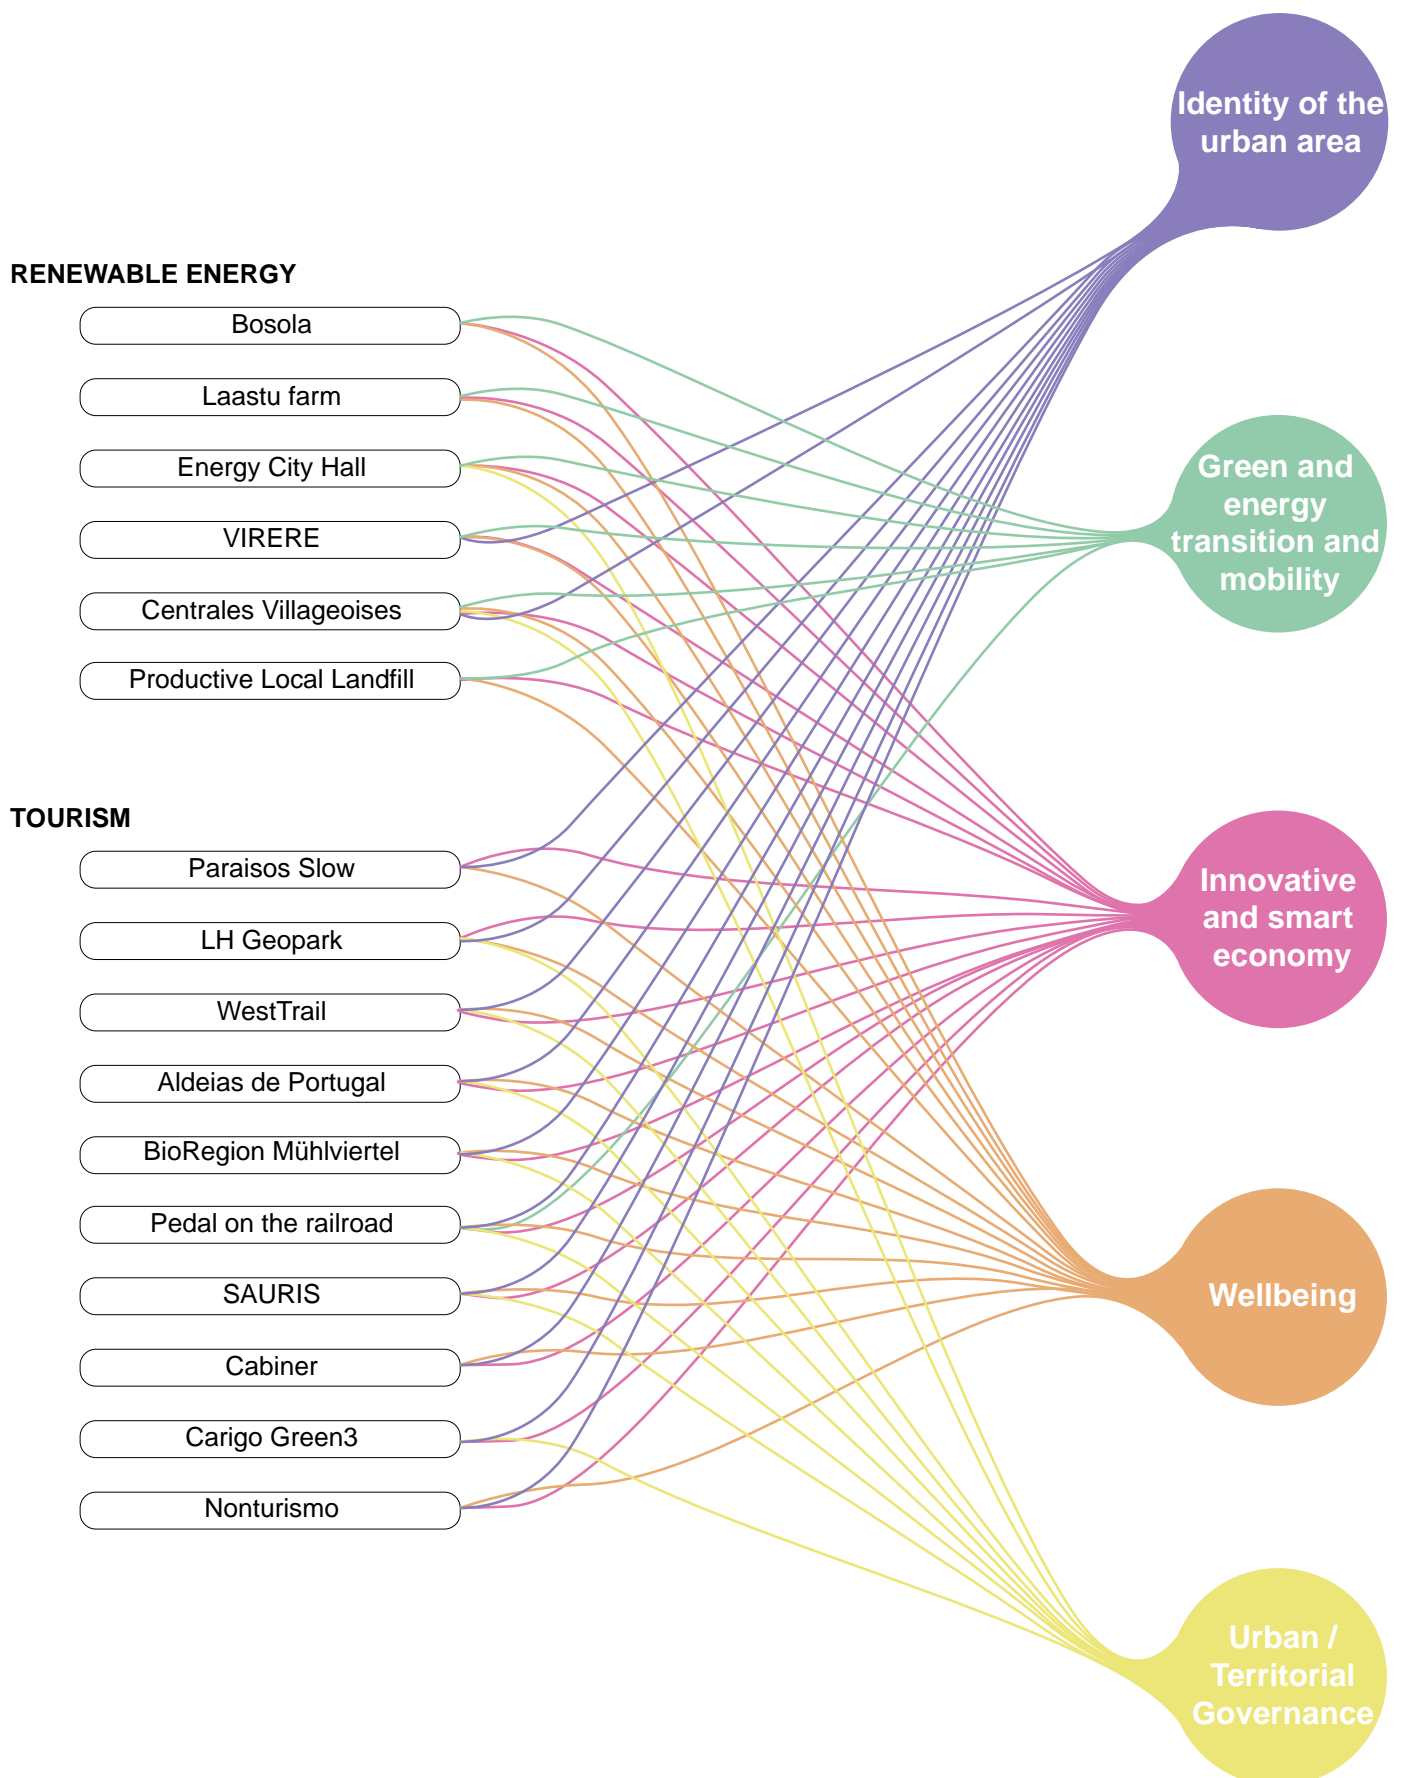 Identity of the
urban area
RENEWABLE ENERGY
Bosola
Laastu farm
Energy City Hall
VIRERE
Centrales Villageoises
Productive Local Landfill
Green and
energy
transition and
mobility
TOURISM
Paraisos Slow
LH Geopark
WestTrail
Aldeias de Portugal
BioRegion Mühlviertel
Pedal on the railroad
SAURIS
Cabiner
Carigo Green3
Nonturismo
Innovative
and smart
economy
Wellbeing
Urban /
Territorial
Governance